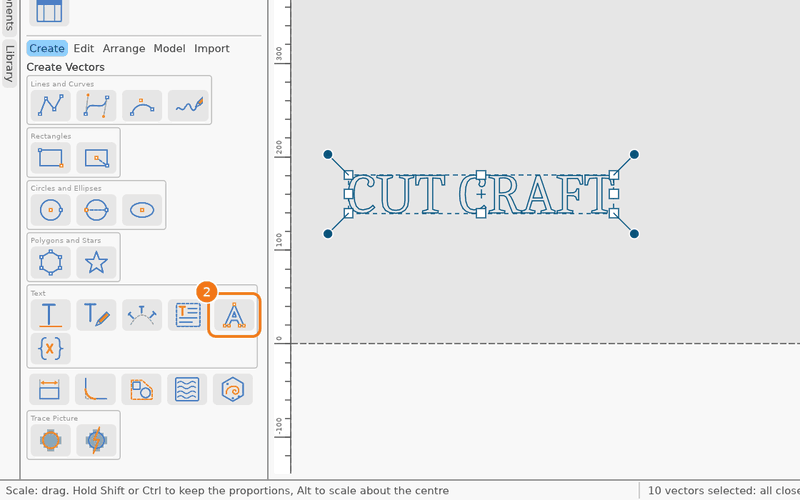 Library
Create Edit Arrange Model Import
Create Vectors
Lines and Curves
Rectangles
Circles and Ellipses
Polygons and Stars
Text
2
Trace Picture
300
200
100
0
-100
CUT CRAFT
Scale: drag. Hold Shift or Ctrl to keep the proportions, Alt to scale about the centre
10 vectors selected: all